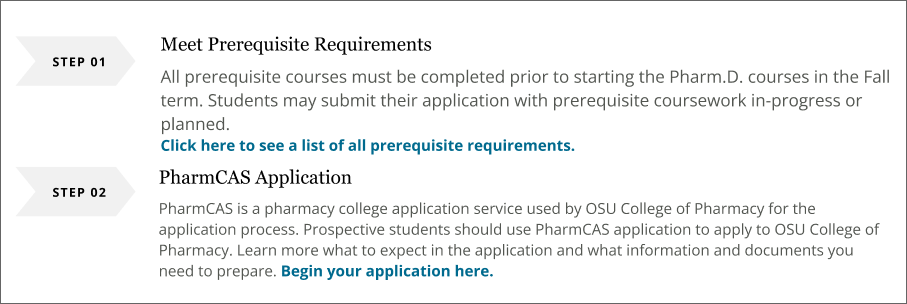 STEP 01
Meet Prerequisite Requirements
All prerequisite courses must be completed prior to starting the Pharm.D. courses in the Fall
term. Students may submit their application with prerequisite coursework in-progress or
planned.
Click here to see a list of all prerequisite requirements.
STEP 02
PharmCAS Application
PharmCAS is a pharmacy college application service used by OSU College of Pharmacy for the
application process. Prospective students should use PharmCAS application to apply to OSU College of
Pharmacy. Learn more what to expect in the application and what information and documents you
need to prepare. Begin your application here.